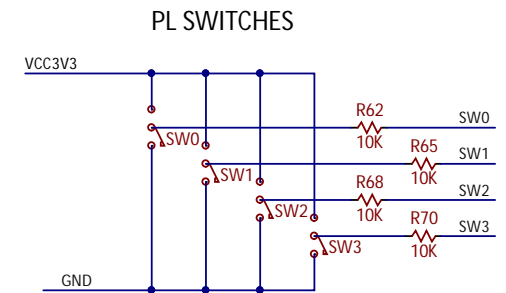 PL SWITCHES
VCC3V3
R62
SW0
SW0
10K
R65
SW1
SW1
10K
R68
SW2
SW2
10K
R70
SW3
SW3
10K
GND